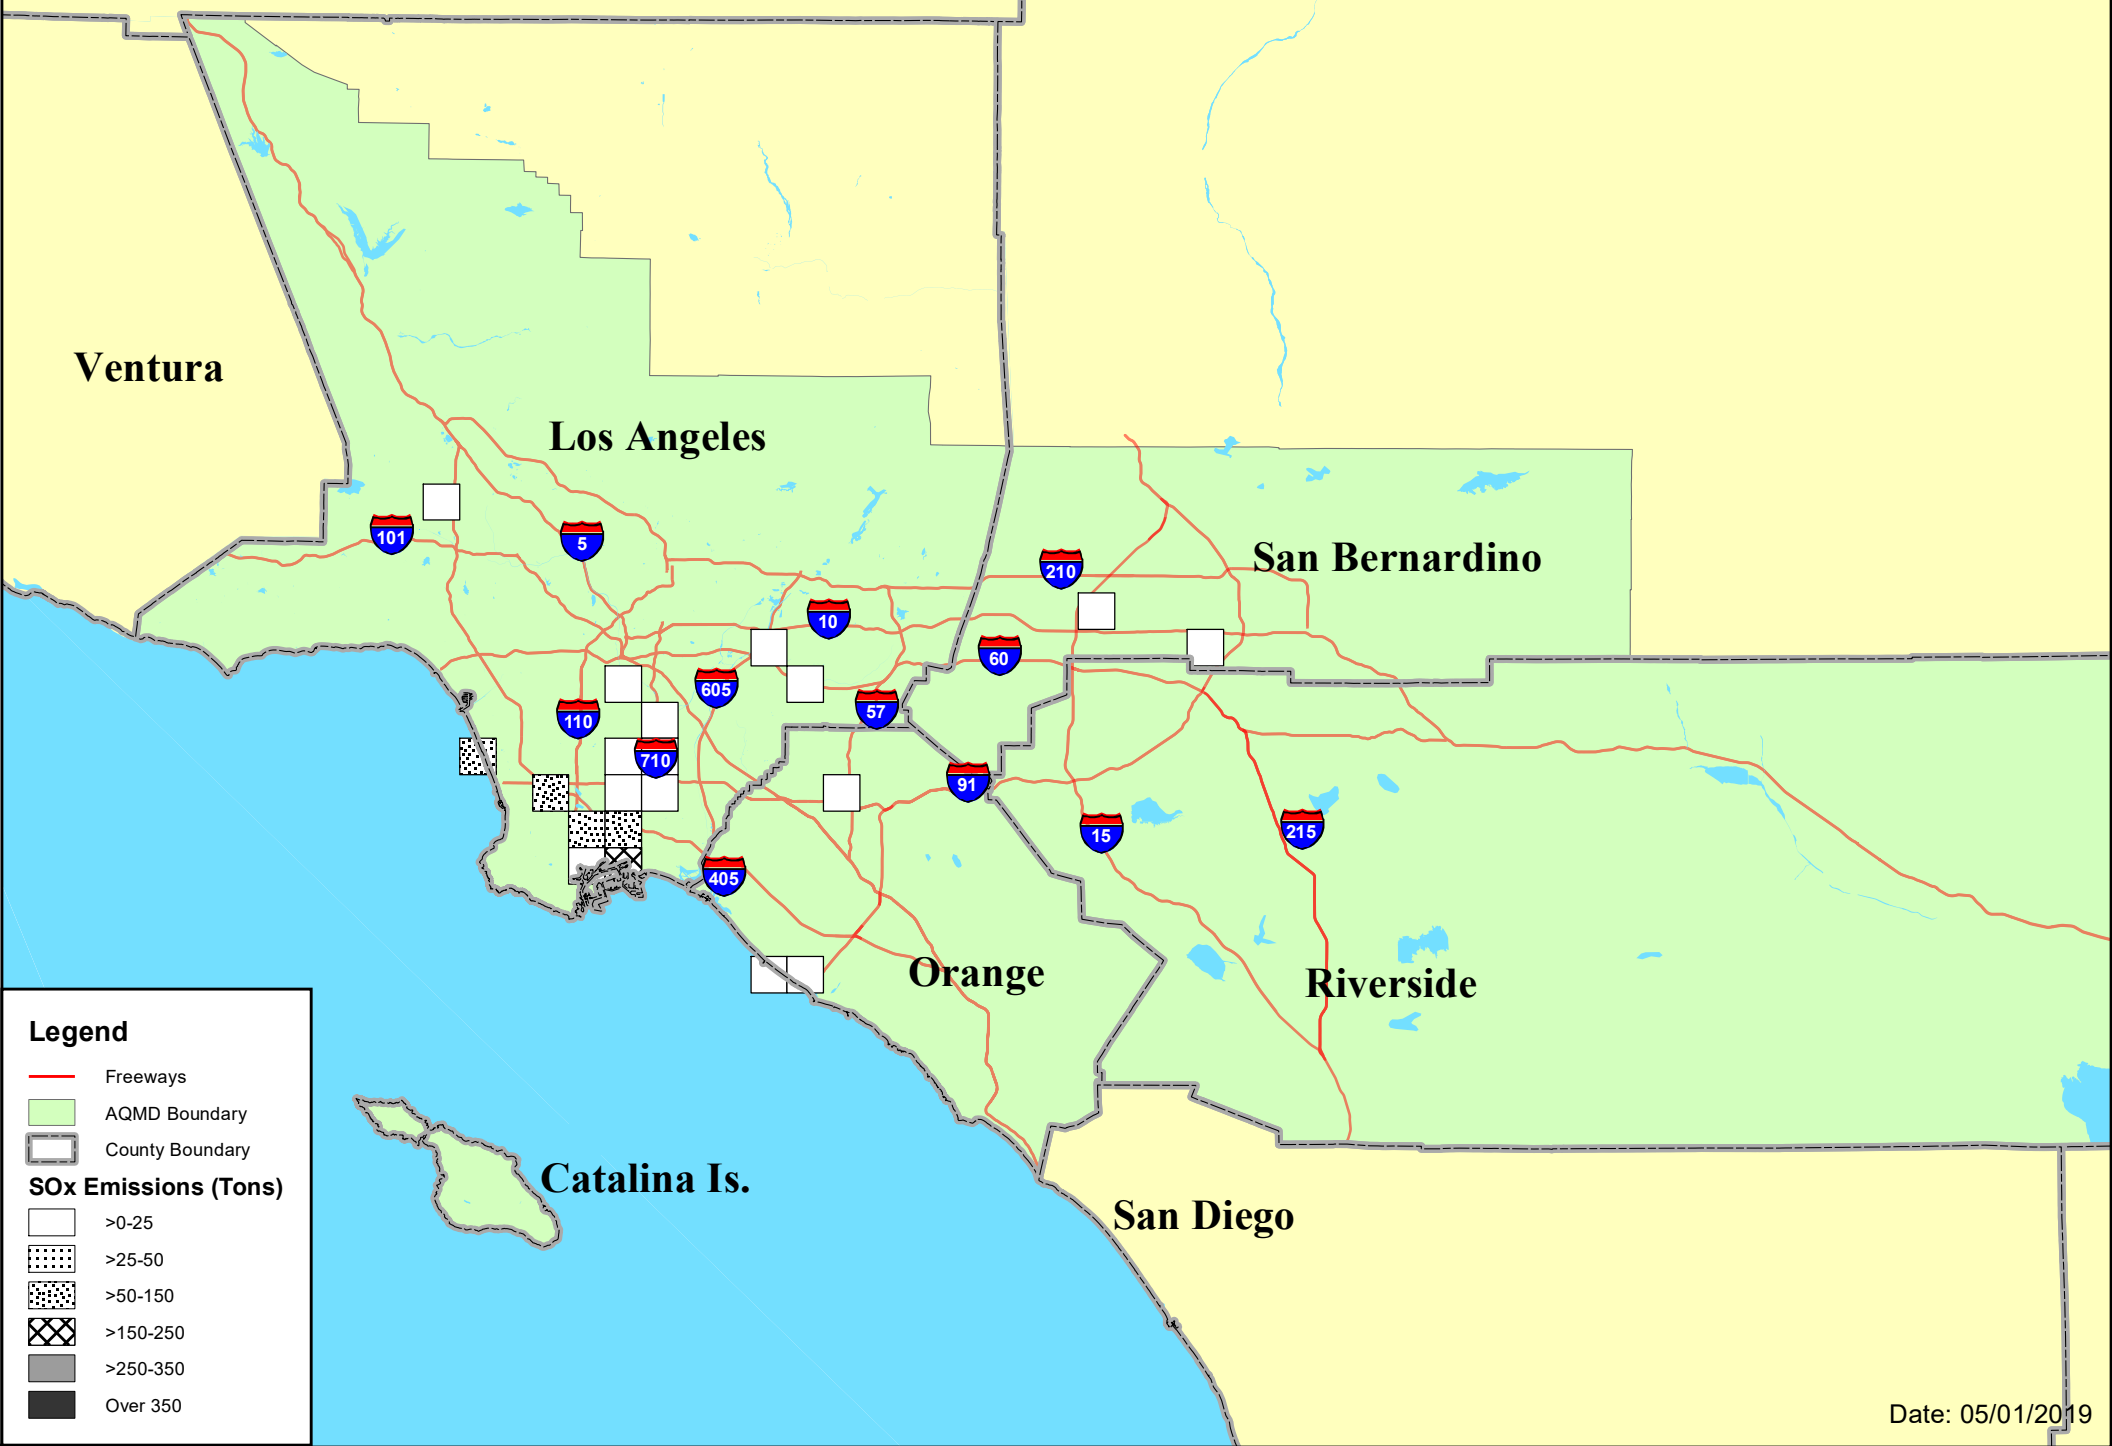 Ventura
Los Angeles
101
5
210
San Bernardino
10
60
605
57
110
710
91
15
215
405
Orange
Riverside
Legend
Freeways
AQMD Boundary
County Boundary
SOx Emissions (Tons)
>0-25
>25-50
>50-150
>150-250
>250-350
Over 350
Catalina Is.
San Diego
Date: 05/01/2019